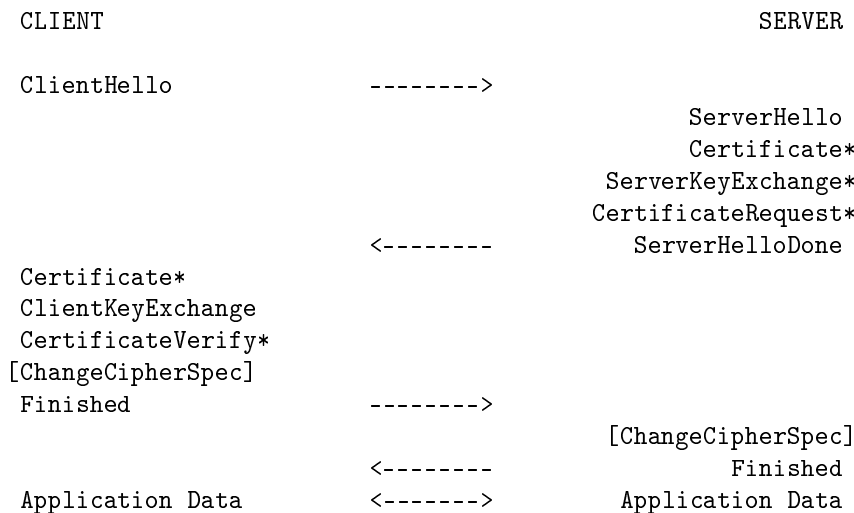 CLIENT SERVER
ClientHello -------->
ServerHello
Certificate*
ServerKeyExchange*
CertificateRequest*
<-------- ServerHelloDone
Certificate*
ClientKeyExchange
CertificateVerify*
[ChangeCipherSpec]
Finished -------->
[ChangeCipherSpec]
<-------- Finished
Application Data <-------> Application Data